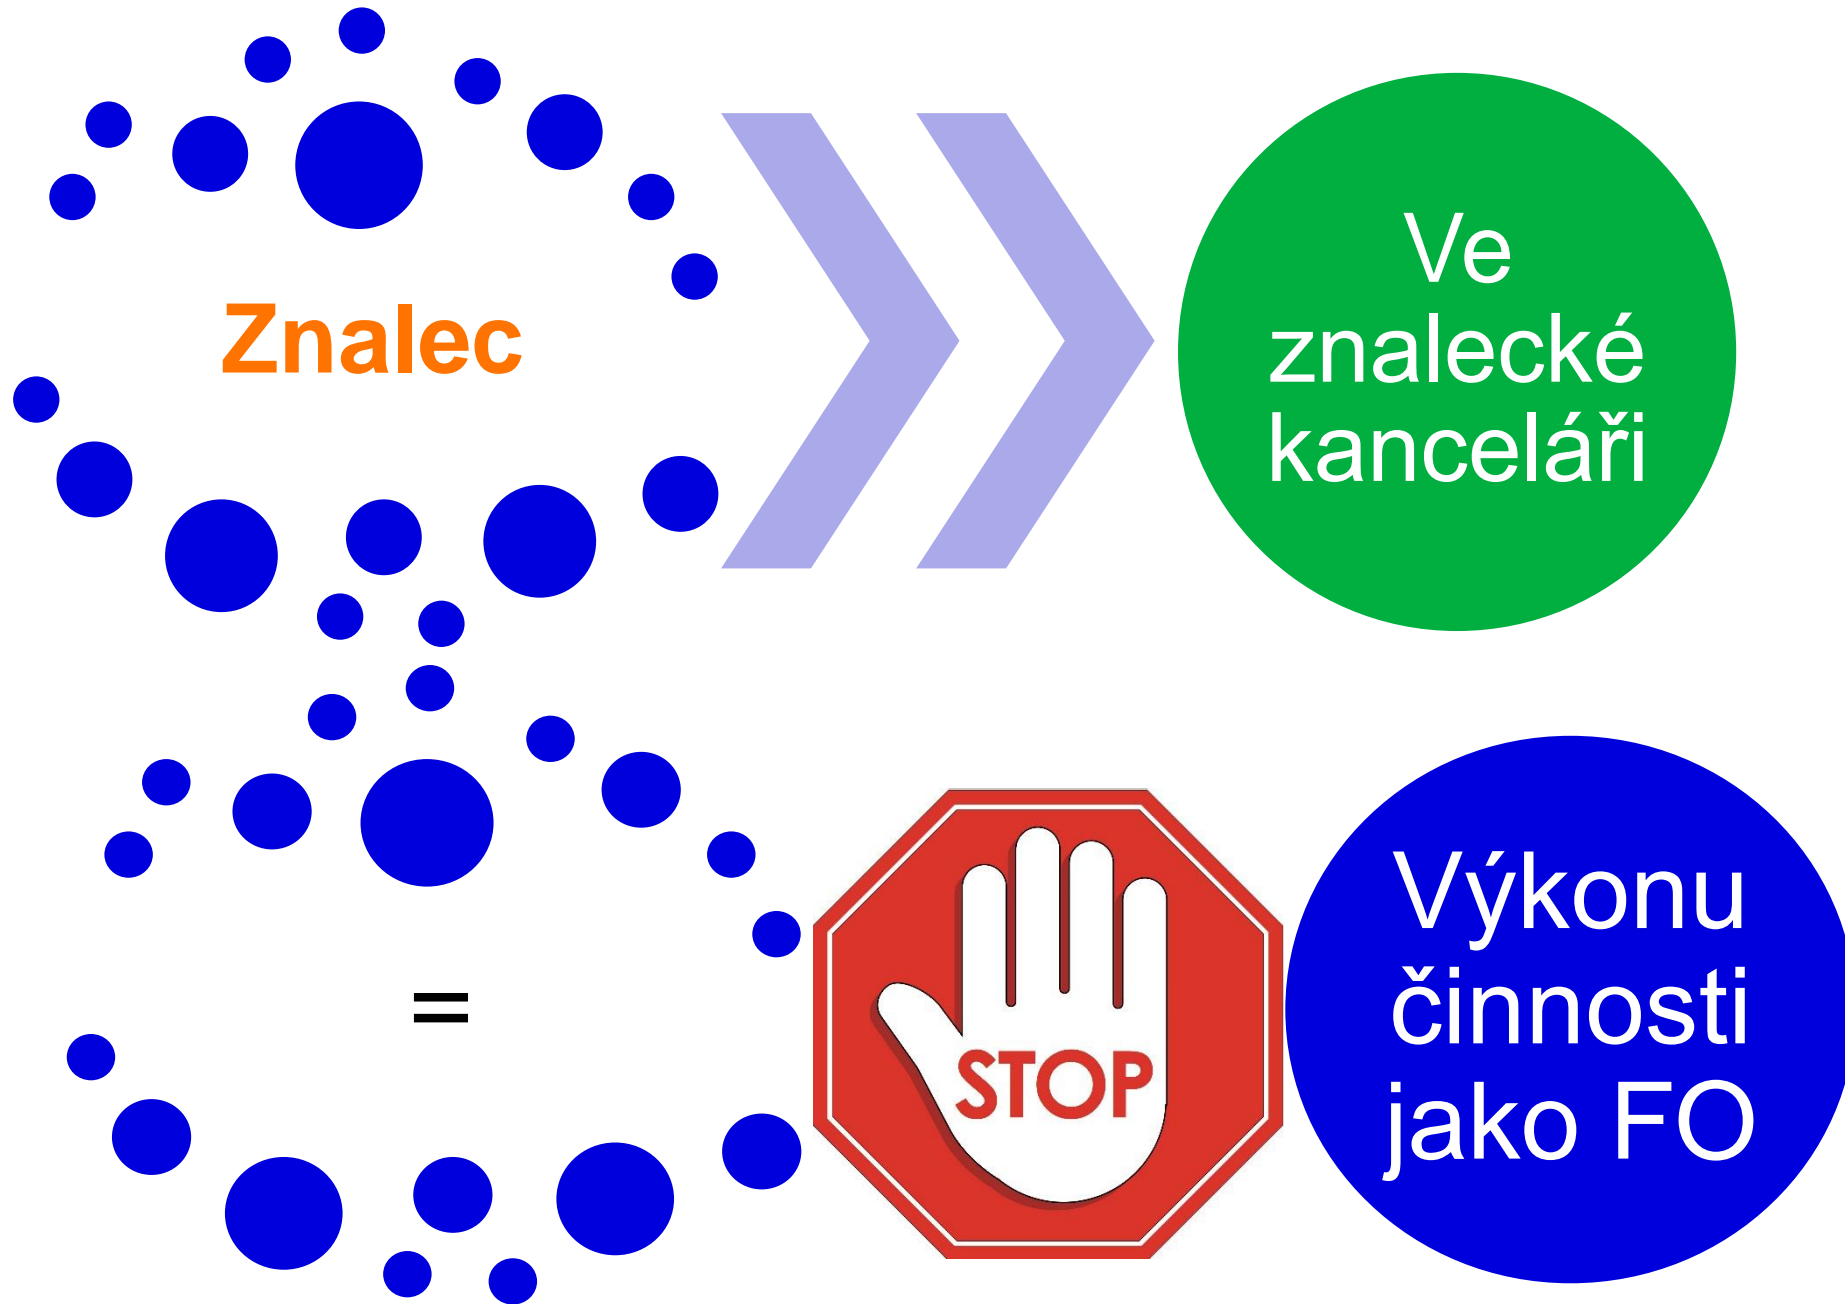 Znalec
Ve
znalecké
kanceláři
=
STOP
Výkonu
činnosti
jako FO